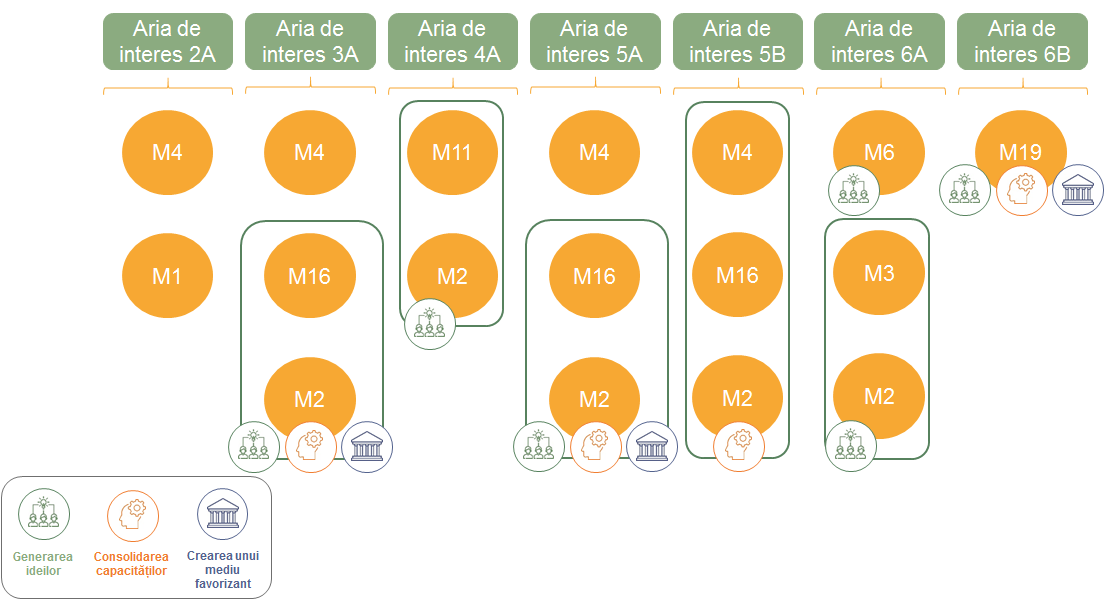 Aria de
interes 2A
Aria de
interes 3A
Aria de
interes 4A
Aria de
interes 5A
Aria de
interes 5B
Aria de
interes 6A
Aria de
interes 6B
M4
M4
M11
M4
M4
M6
M19
M1
M16
M2
M16
M16
M3
M2
M2
M2
M2
Generarea
ideilor
Consolidarea
capacităților
Crearea unui
mediu
favorizant